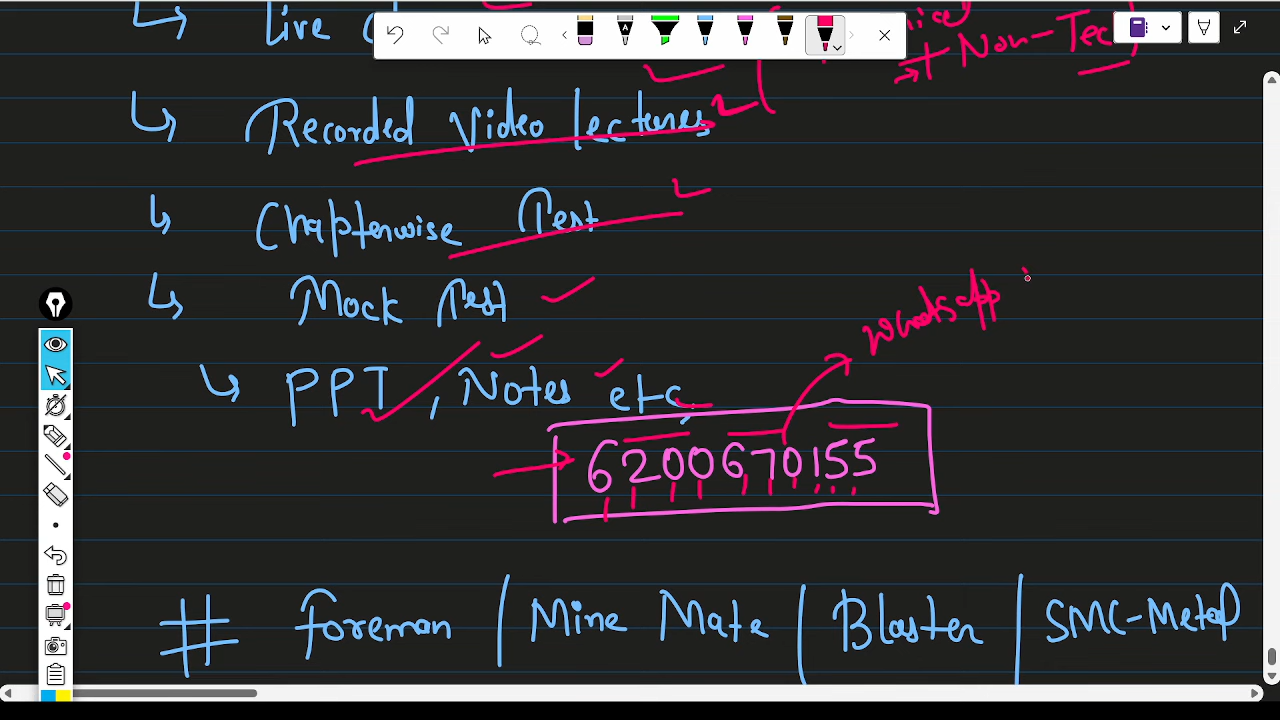 Live
Non-Tec
Recorded Video lectures
Chapterwise Test
Mock Test
Whatsapp
PPT, Notes etc,
6200670155
# Foreman | Mine Mate | Blaster | SMC-Metal